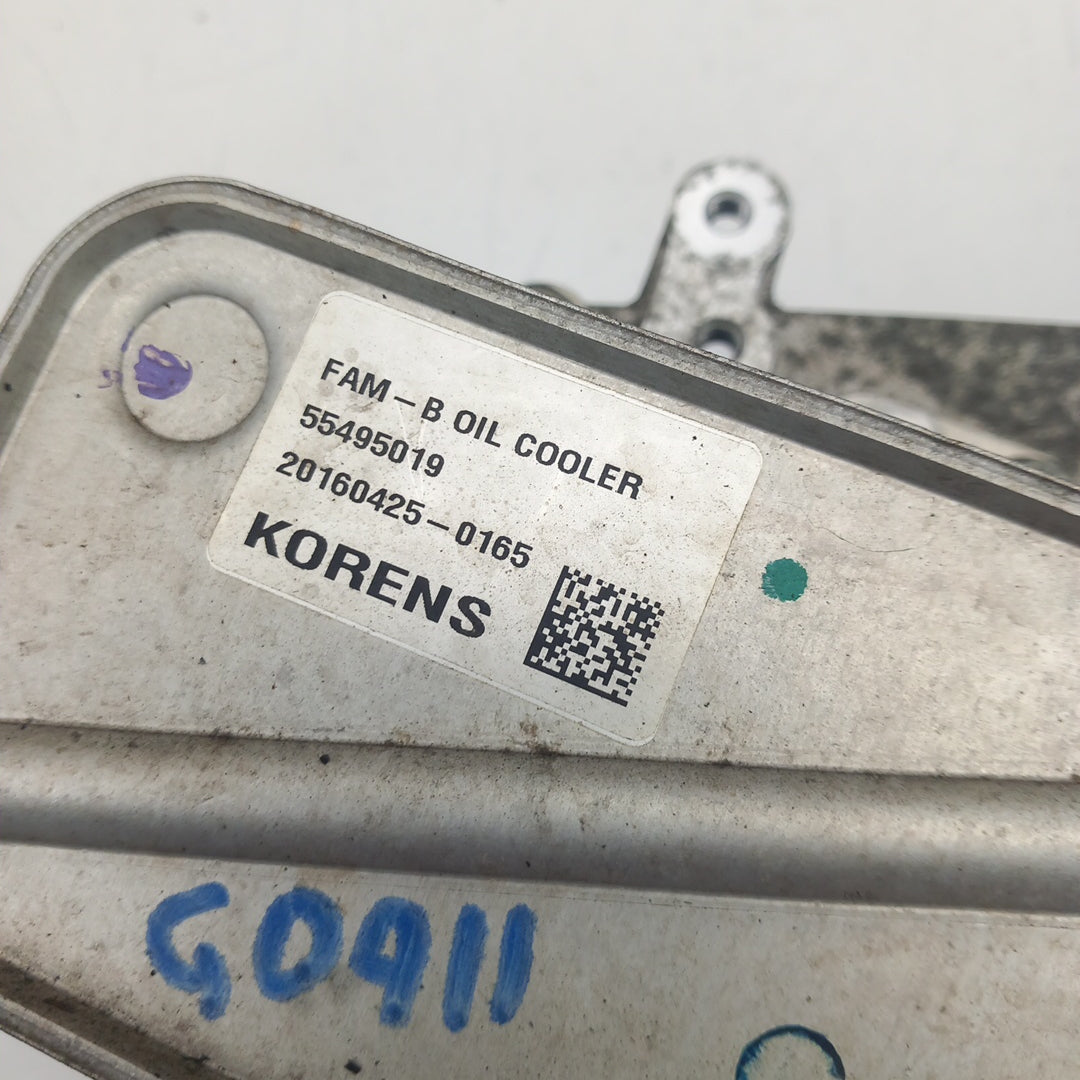 FAM-B OIL COOLER
55495019
20160425-0165
KORENS
G0911